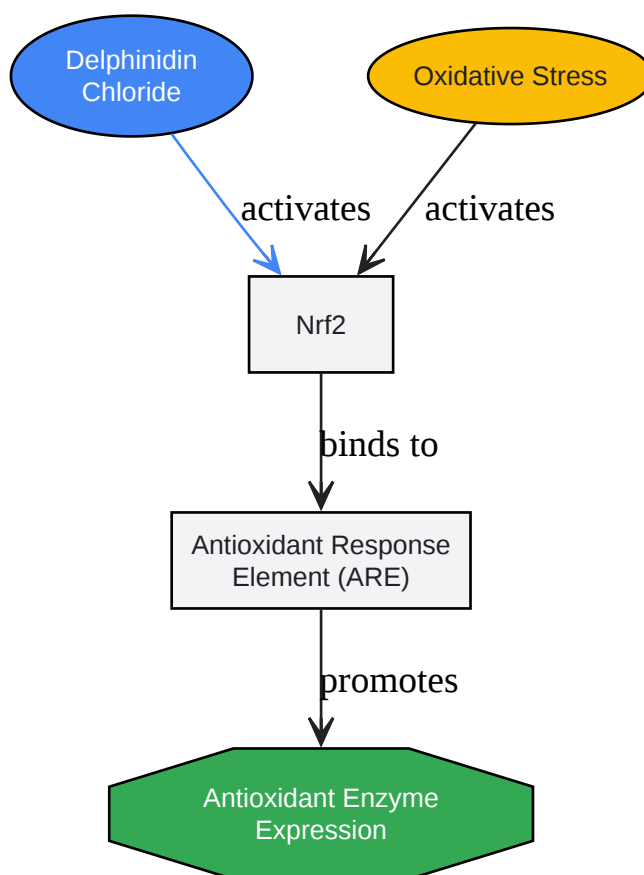 Delphinidin
Chloride
Oxidative Stress
activates
activates
Nrf2
binds to
Antioxidant Response
Element (ARE)
promotes
Antioxidant Enzyme
Expression